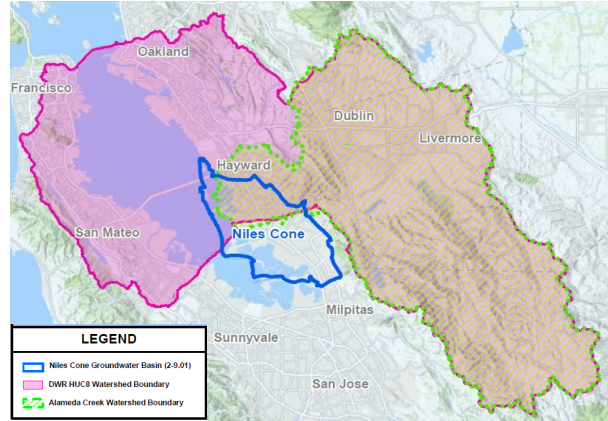 Oakland
Francisco
Dublin
Livermore
Hayward
San Mateo
Niles Cone
Milpitas
Sunnyvale
San Jose
LEGEND
Niles Cone Groundwater Basin (2-9.01)
DWR HUC8 Watershed Boundary
Alameda Creek Watershed Boundary